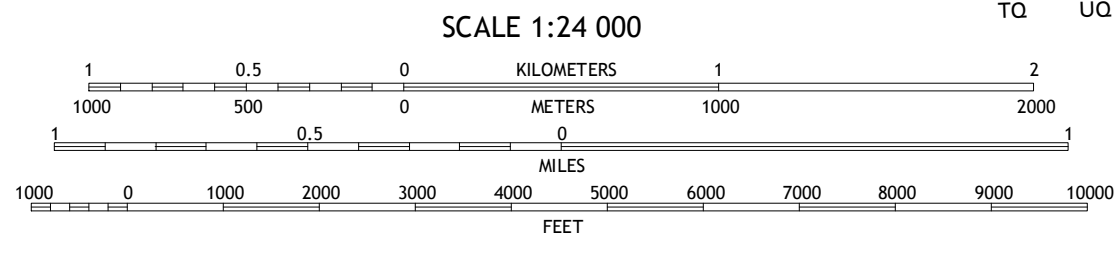 TQ UQ
SCALE 1:24 000
1 0.5 0 KILOMETERS 1 2
1000 500 0 METERS 1000 2000
1 0.5 0 1
MILES
1000 0 1000 2000 3000 4000 5000 6000 7000 8000 9000 10000
FEET